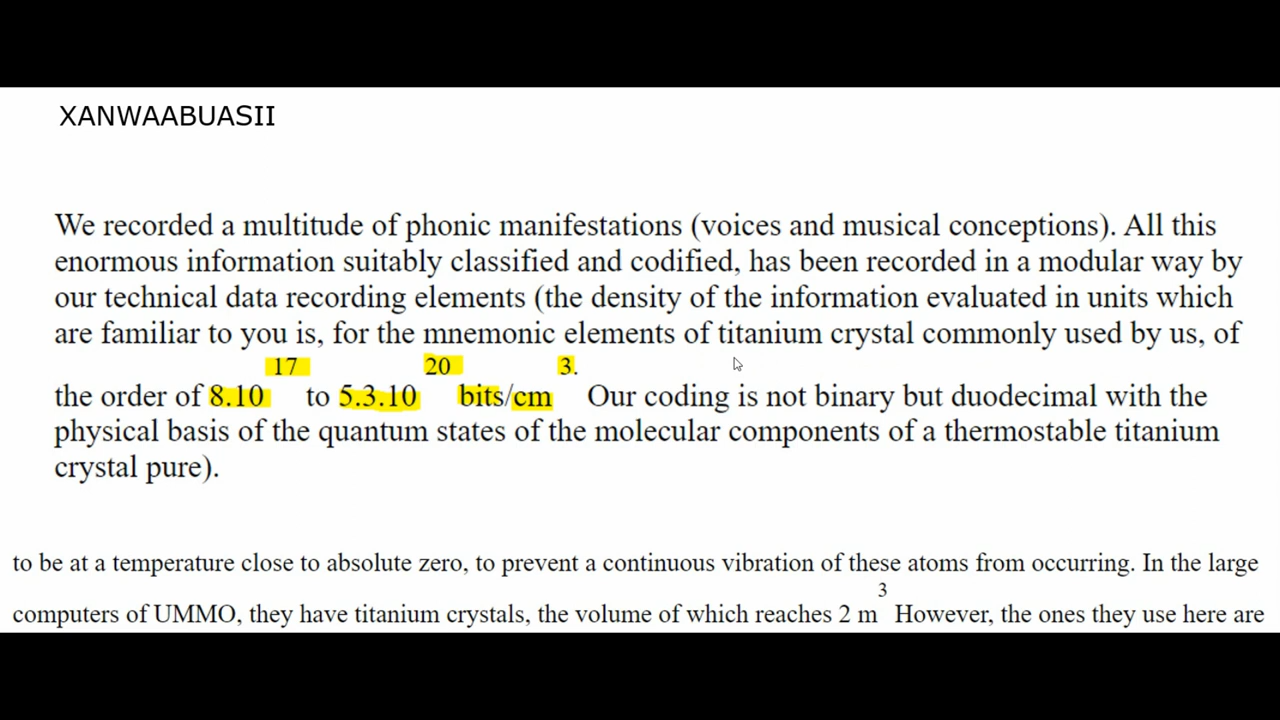 XANWAABUASII
We recorded a multitude of phonic manifestations (voices and musical conceptions). All this
enormous information suitably classified and codified, has been recorded in a modular way by
our technical data recording elements (the density of the information evaluated in units which
are familiar to you is, for the mnemonic elements of titanium crystal commonly used by us, of
the order of 8.10^17 to 5.3.10^20 bits/cm^3. Our coding is not binary but duodecimal with the
physical basis of the quantum states of the molecular components of a thermostable titanium
crystal pure).
to be at a temperature close to absolute zero, to prevent a continuous vibration of these atoms from occurring. In the large
computers of UMMO, they have titanium crystals, the volume of which reaches 2 m^3 However, the ones they use here are